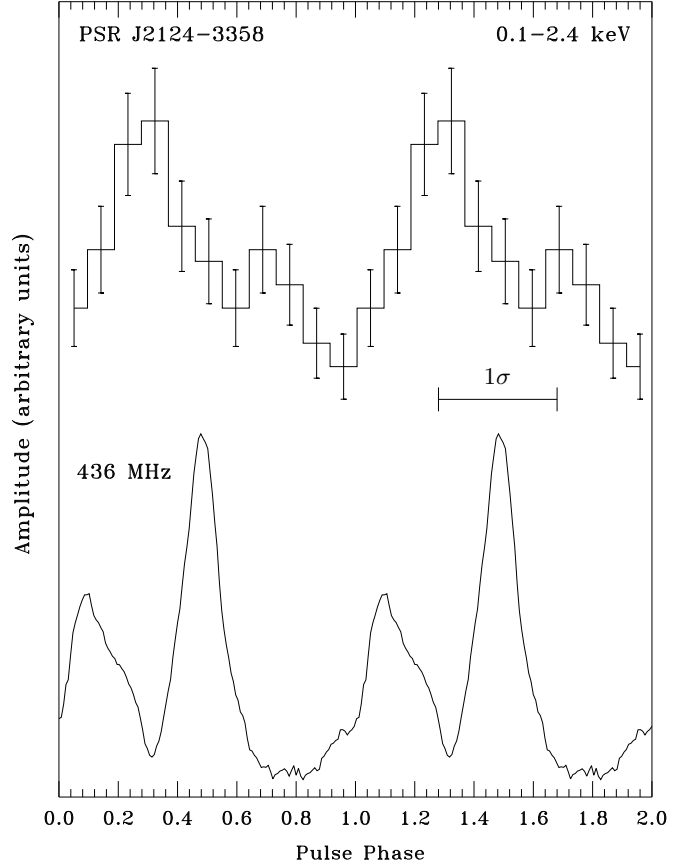 PSR J2124−3358 0.1−2.4 keV
1σ
436 MHz
Amplitude (arbitrary units)
0.0 0.2 0.4 0.6 0.8 1.0 1.2 1.4 1.6 1.8 2.0
Pulse Phase